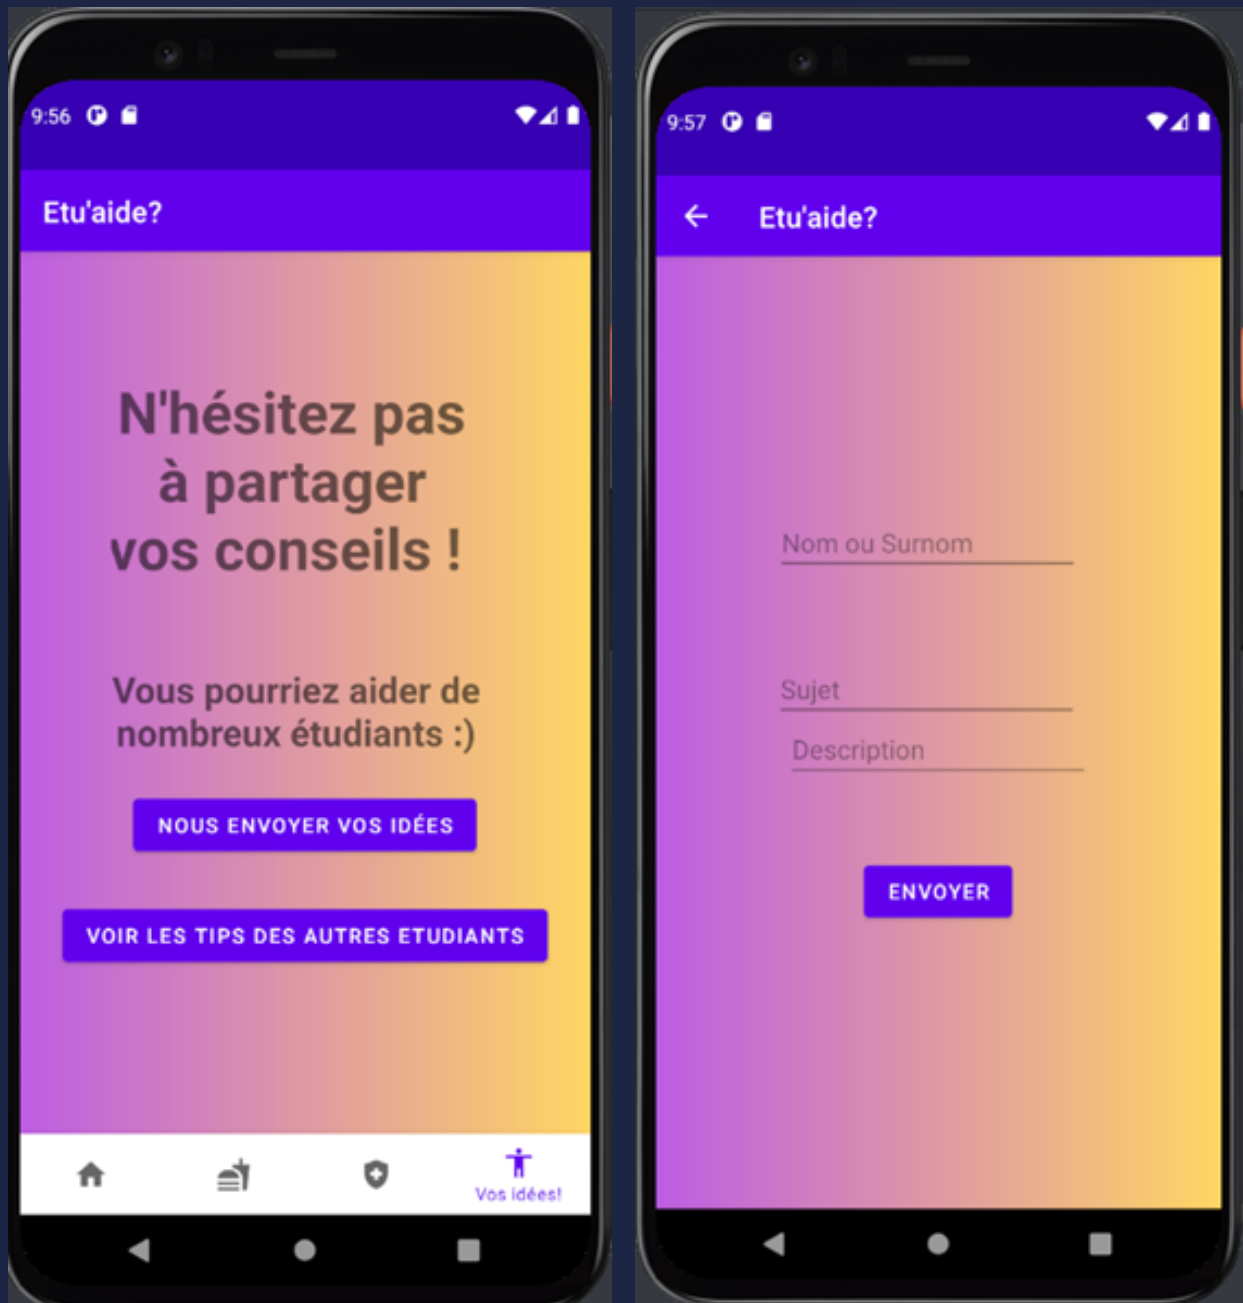 9:56
Etu'aide?
N'hésitez pas
à partager
vos conseils !
Vous pourriez aider de
nombreux étudiants :)
NOUS ENVOYER VOS IDÉES
VOIR LES TIPS DES AUTRES ETUDIANTS
Vos idées!
9:57
Etu'aide?
Nom ou Surnom
Sujet
Description
ENVOYER